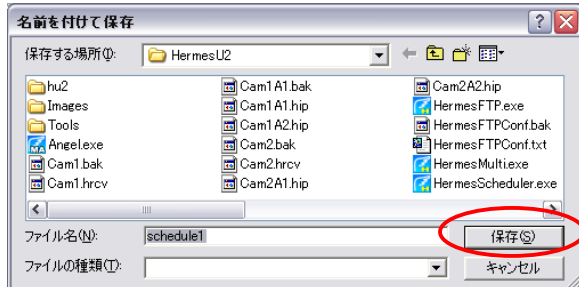 名前を付けて保存
保存する場所(I):
HermesU2
hu2
Images
Tools
Angel.exe
Cam1.bak
Cam1.hrcv
Cam1A1.bak
Cam1A1.hip
Cam1A2.hip
Cam2.bak
Cam2.hrcv
Cam2A1.hip
Cam2A2.hip
HermesFTP.exe
HermesFTPConf.bak
HermesFTPConf.txt
HermesMulti.exe
HermesScheduler.exe
ファイル名(N):
schedule1
保存(S)
ファイルの種類(T):
キャンセル